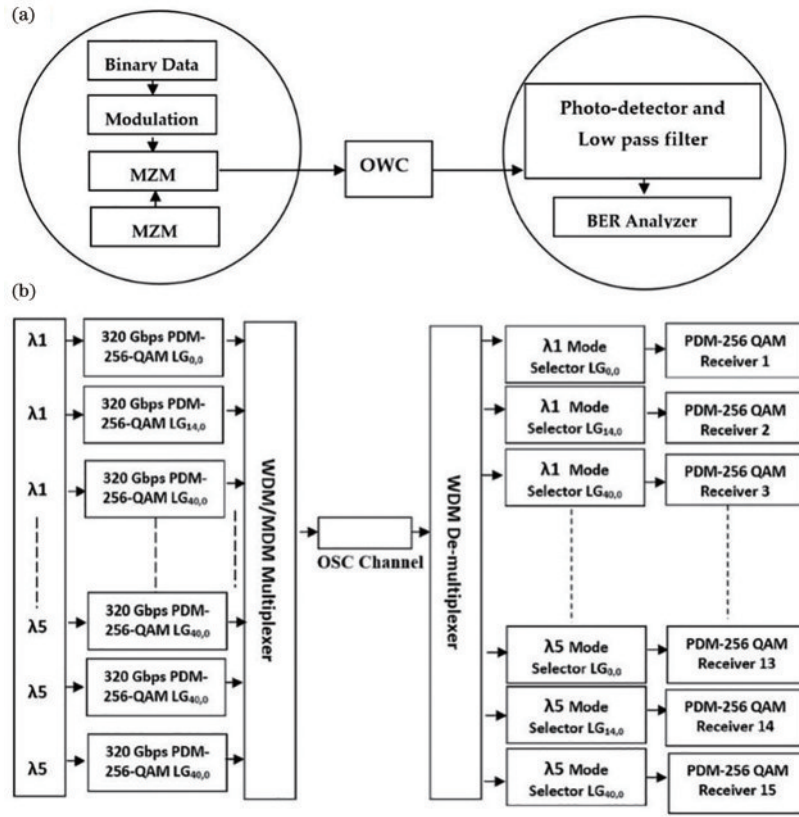 (a)
Binary Data
Modulation
MZM
MZM
OWC
Photo-detector and
Low pass filter
BER Analyzer
(b)
λ1
320 Gbps PDM-
256-QAM LG0,0
λ1
320 Gbps PDM-
256-QAM LG14,0
λ1
320 Gbps PDM-
256-QAM LG40,0
λ5
320 Gbps PDM-
256-QAM LG40,0
λ5
320 Gbps PDM-
256-QAM LG40,0
λ5
320 Gbps PDM-
256-QAM LG40,0
WDM/MDM Multiplexer
OSC Channel
WDM De-multiplexer
λ1 Mode
Selector LG0,0
PDM-256 QAM
Receiver 1
λ1 Mode
Selector LG14,0
PDM-256 QAM
Receiver 2
λ1 Mode
Selector LG40,0
PDM-256 QAM
Receiver 3
λ5 Mode
Selector LG0,0
PDM-256 QAM
Receiver 13
λ5 Mode
Selector LG14,0
PDM-256 QAM
Receiver 14
λ5 Mode
Selector LG40,0
PDM-256 QAM
Receiver 15